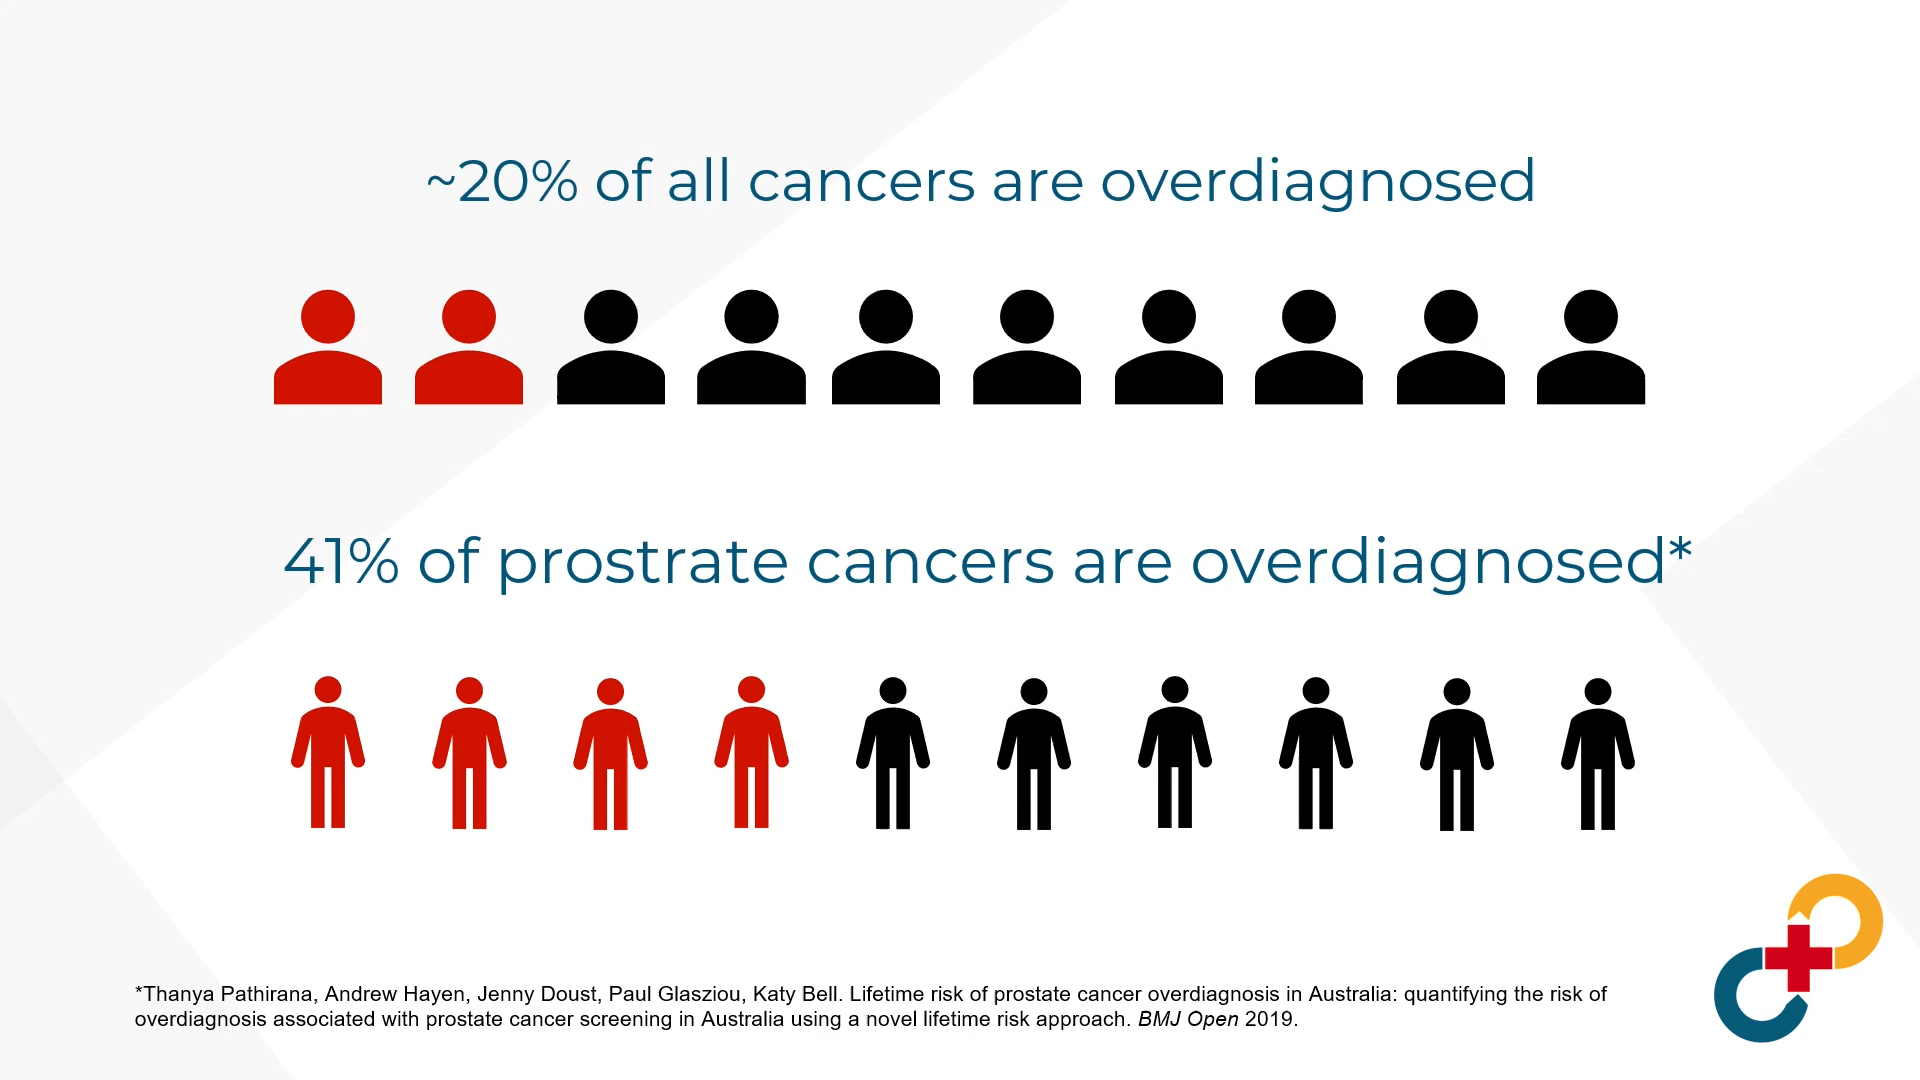 ~20% of all cancers are overdiagnosed
41% of prostrate cancers are overdiagnosed*
*Thanya Pathirana, Andrew Hayen, Jenny Doust, Paul Glasziou, Katy Bell. Lifetime risk of prostate cancer overdiagnosis in Australia: quantifying the risk of
overdiagnosis associated with prostate cancer screening in Australia using a novel lifetime risk approach. BMJ Open 2019.